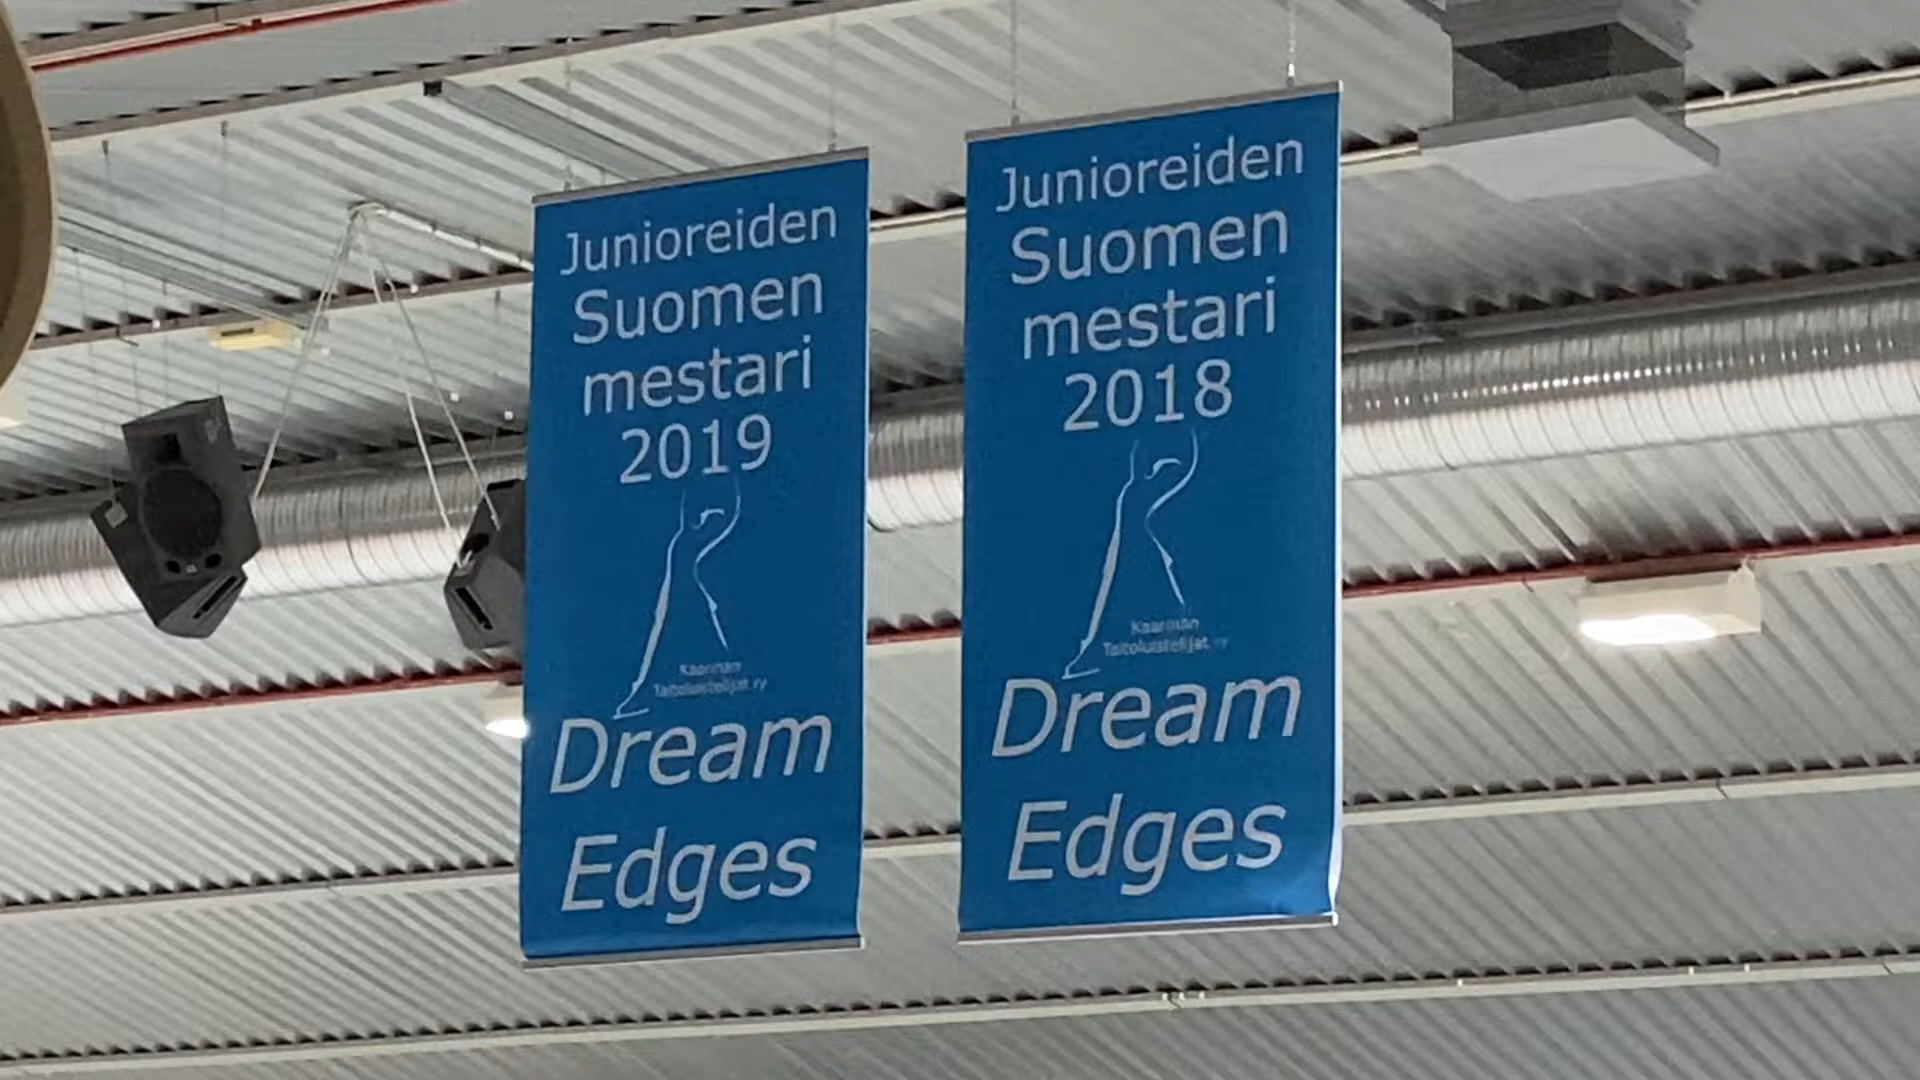 Junioreiden
Suomen
mestari
2019
Kaarinan
Taitoluistelijat ry
Dream
Edges
Junioreiden
Suomen
mestari
2018
Kaarinan
Taitoluistelijat ry
Dream
Edges